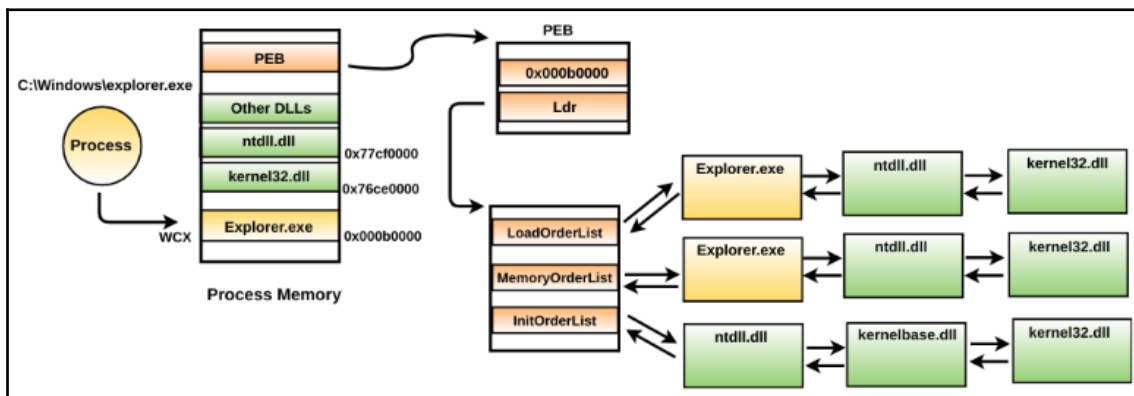 C:\Windows\explorer.exe
Process
PEB
Other DLLs
ntdll.dll
0x77cf0000
kernel32.dll
0x76ce0000
WCX
Explorer.exe
0x000b0000
Process Memory
PEB
0x000b0000
Ldr
LoadOrderList
MemoryOrderList
InitOrderList
Explorer.exe
ntdll.dll
kernel32.dll
Explorer.exe
ntdll.dll
kernel32.dll
ntdll.dll
kernelbase.dll
kernel32.dll